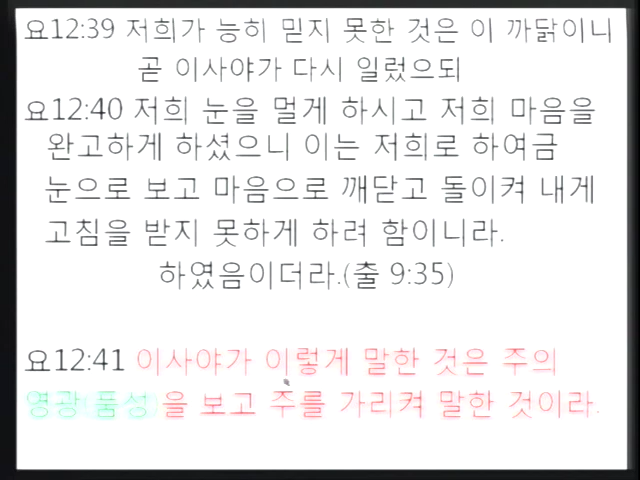 요12:39 저희가 능히 믿지 못한 것은 이 까닭이니
곧 이사야가 다시 일렀으되
요12:40 저희 눈을 멀게 하시고 저희 마음을
완고하게 하셨으니 이는 저희로 하여금
눈으로 보고 마음으로 깨닫고 돌이켜 내게
고침을 받지 못하게 하려 함이니라.
하였음이더라.(출 9:35)
요12:41 이사야가 이렇게 말한 것은 주의
영광(품성)을 보고 주를 가리켜 말한 것이라.